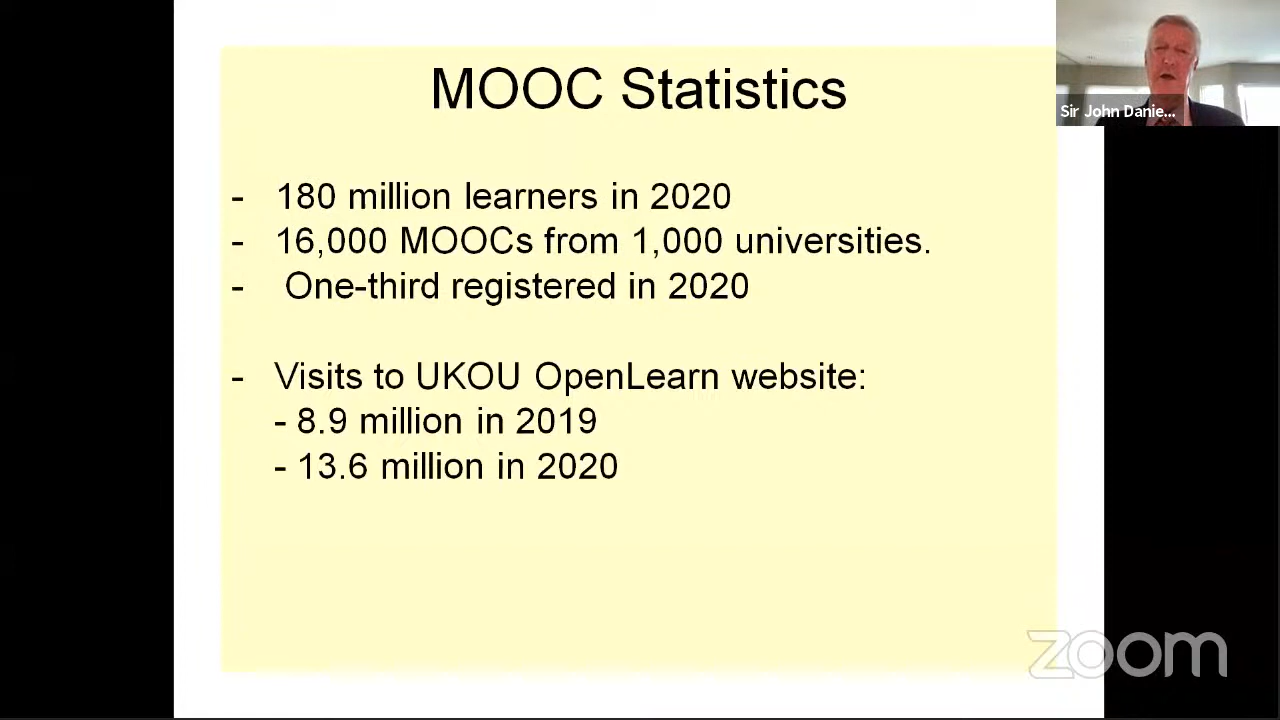 MOOC Statistics
Sir John Danie...
- 180 million learners in 2020
- 16,000 MOOCs from 1,000 universities.
- One-third registered in 2020
- Visits to UKOU OpenLearn website:
- 8.9 million in 2019
- 13.6 million in 2020
zoom